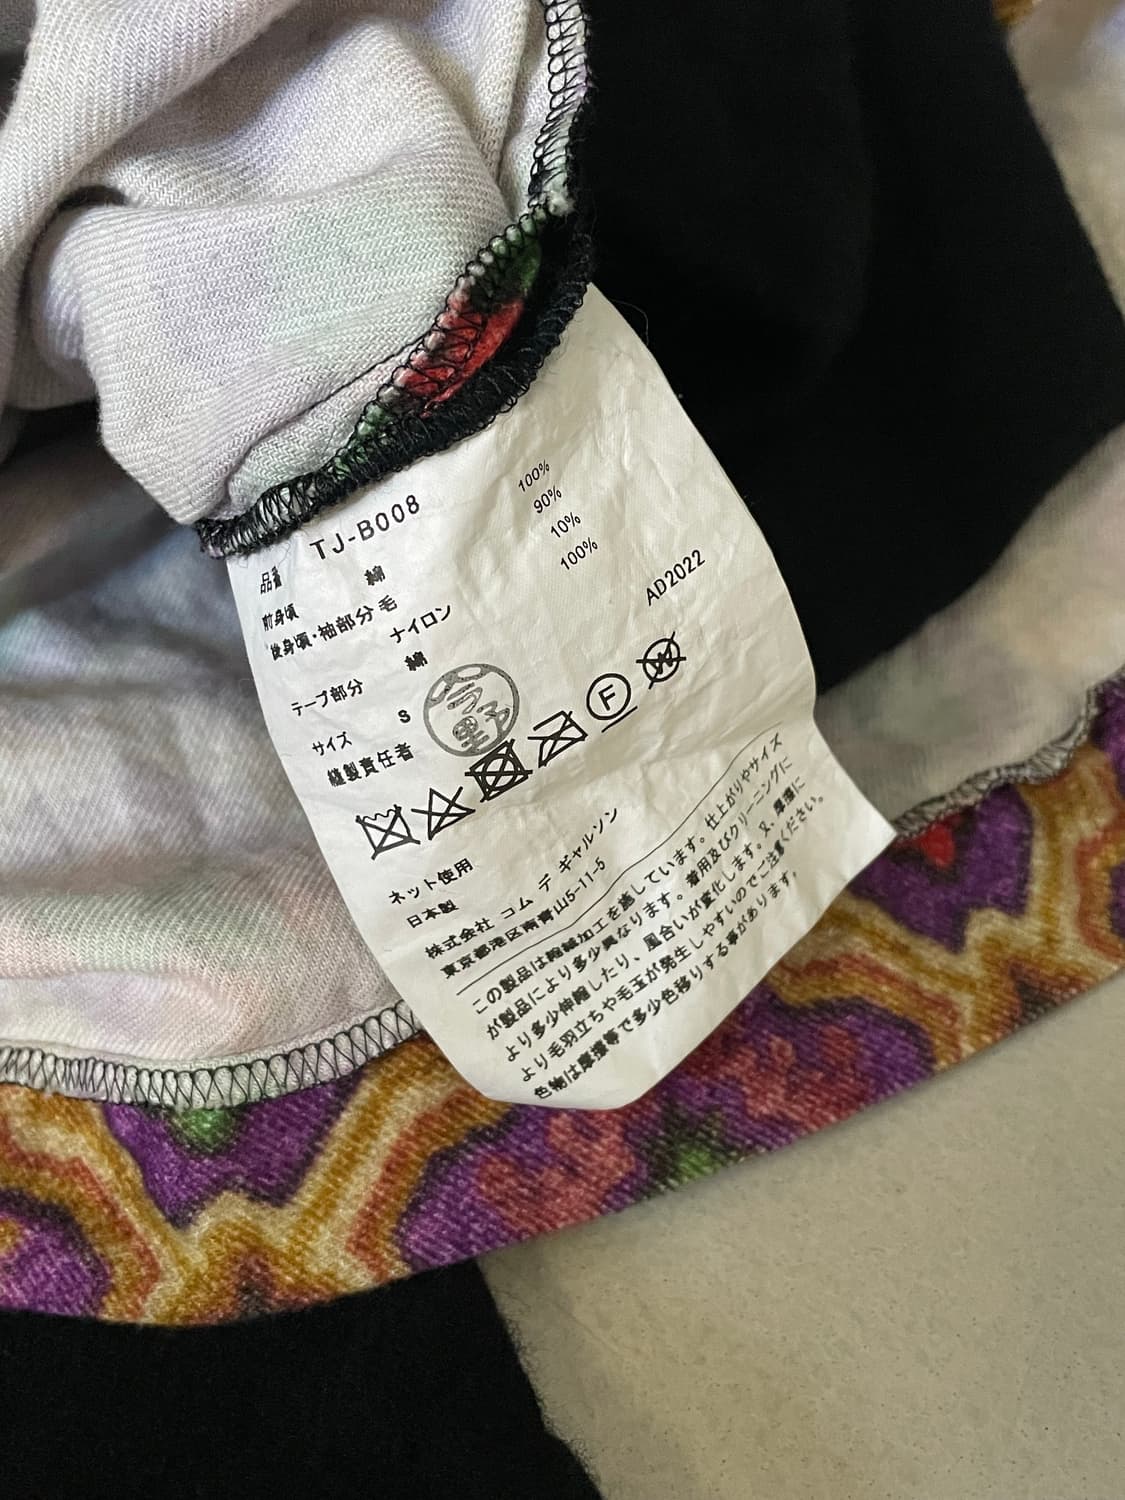 品番 TJ-B008
前身頃 綿 100%
後身頃・袖部分 毛 90%
ナイロン 10%
テープ部分 綿 100%
サイズ S AD2022
縫製責任者 今野
F
W
ネット使用
日本製
株式会社 コム デ ギャルソン
東京都港区南青山5-11-5
この製品は縮絨加工を施しています。仕上がりやサイズ
が製品により多少異なります。着用及びクリーニングに
より多少伸縮したり、風合いが変化します。又、摩擦に
より毛羽立ちや毛玉が発生しやすいのでご注意ください。
色物は摩擦等で多少色移りする事があります。